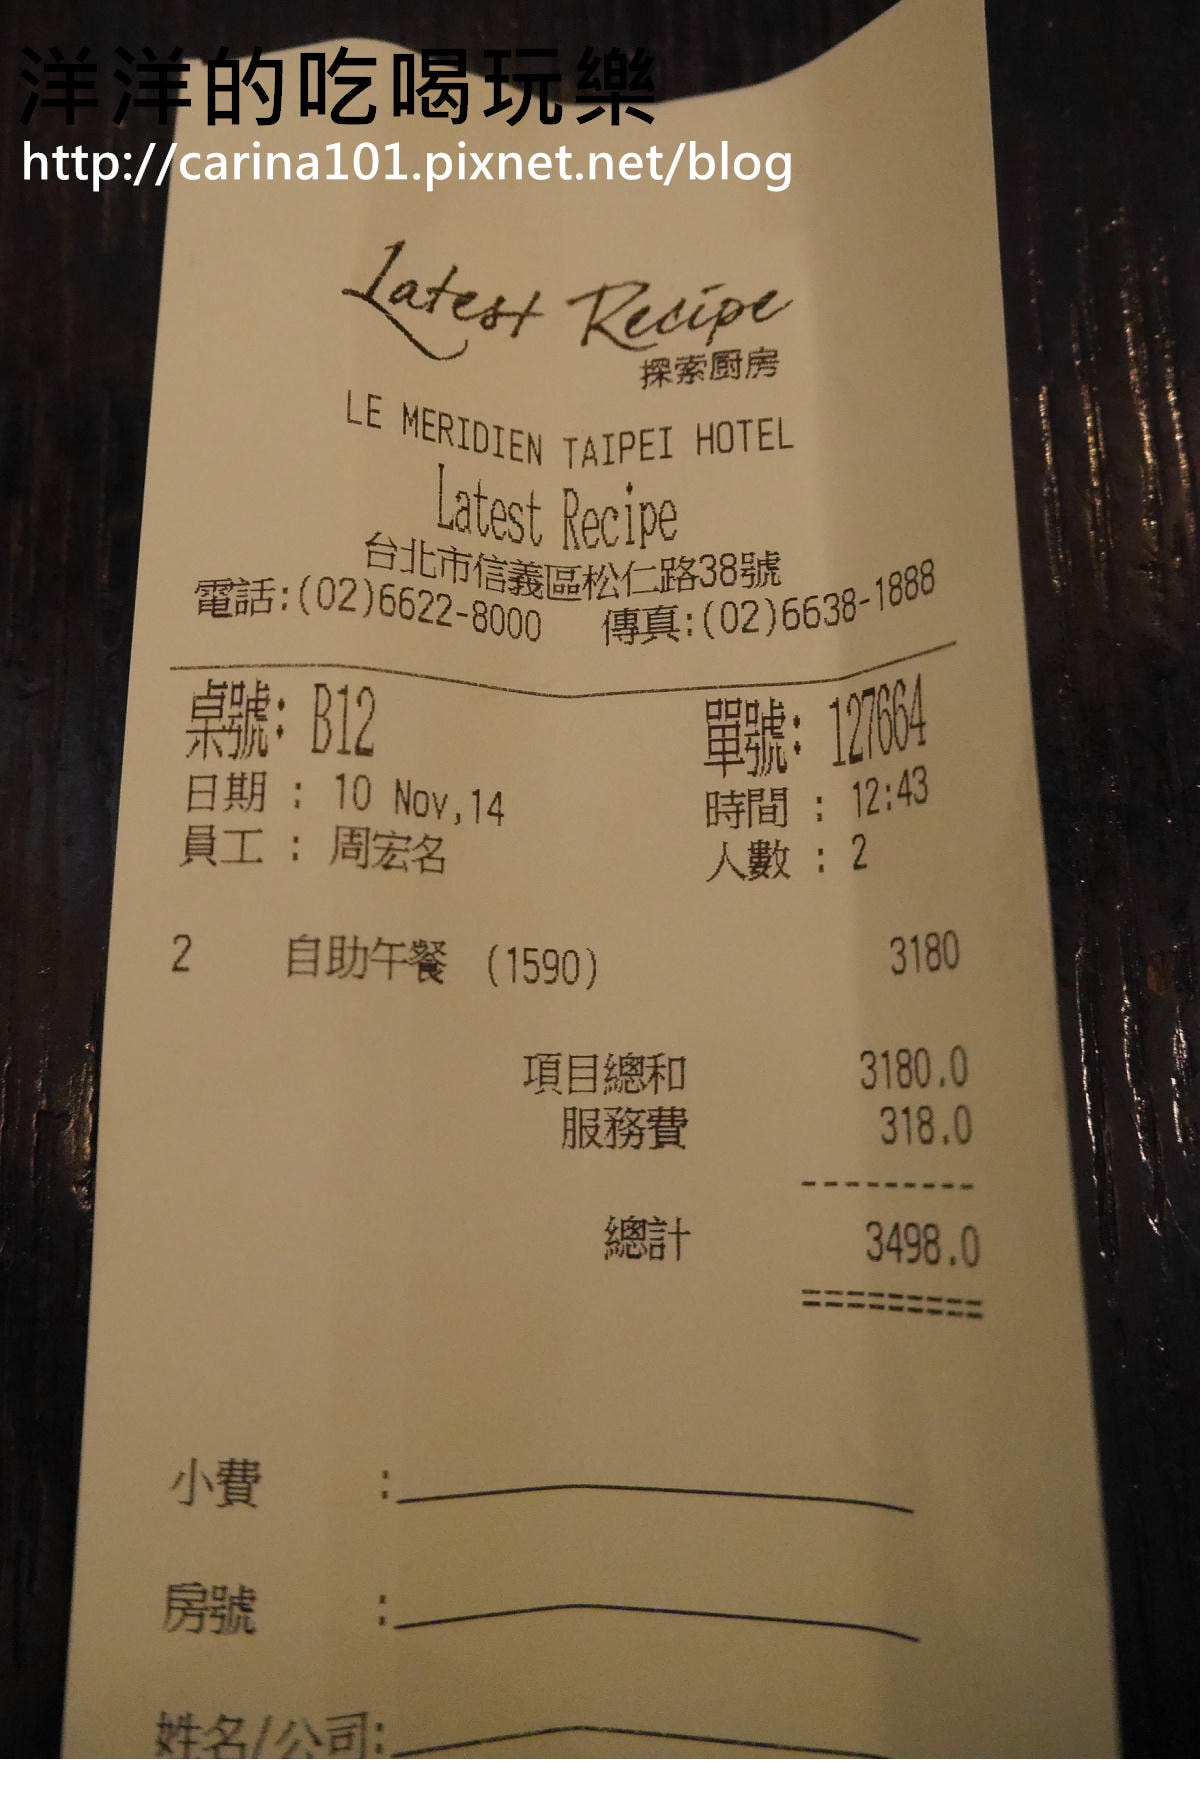 洋洋的吃喝玩樂
http://carina101.pixnet.net/blog
Latest Recipe
探索廚房
LE MERIDIEN TAIPEI HOTEL
Latest Recipe
台北市信義區松仁路38號
電話:(02)6622-8000 傳真:(02)6638-1888
桌號: B12 單號: 127664
日期 : 10 Nov,14 時間 : 12:43
員工 : 周宏名 人數 : 2
2 自助午餐 (1590) 3180
項目總和 3180.0
服務費 318.0
---------
總計 3498.0
=========
小費 :
房號 :
姓名/公司: